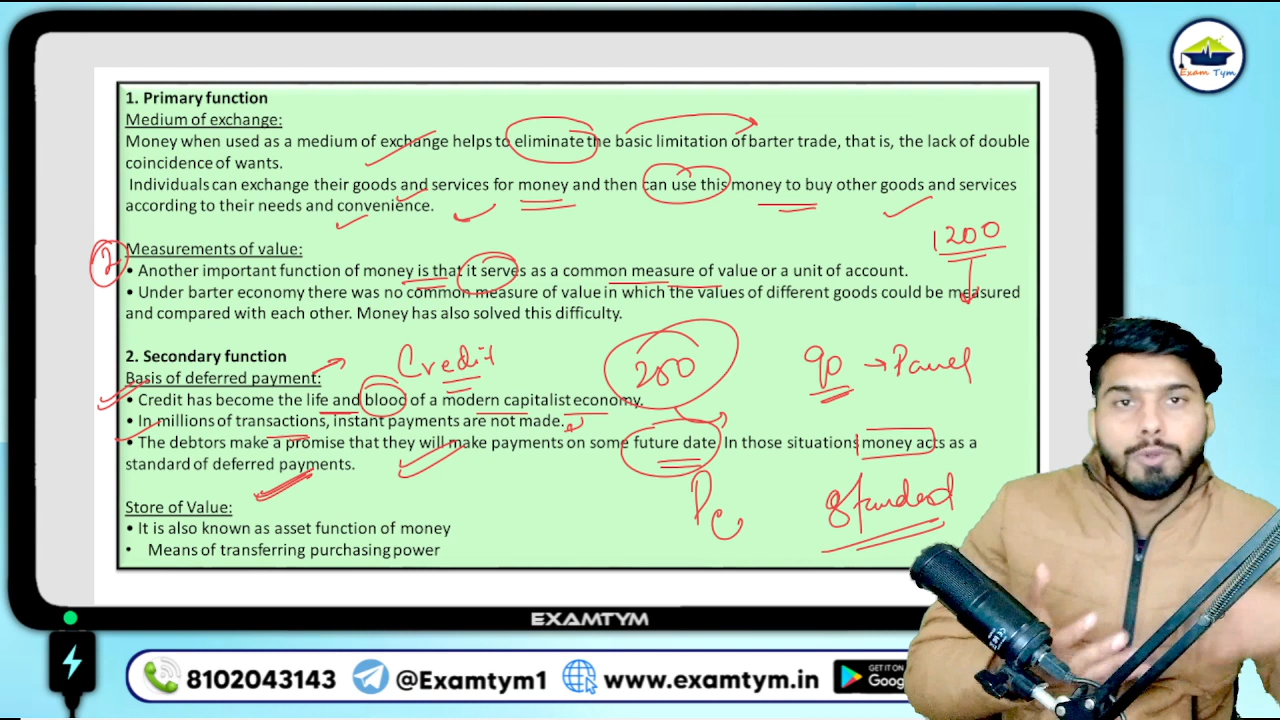 Exam Tym
1. Primary function
Medium of exchange:
Money when used as a medium of exchange helps to eliminate the basic limitation of barter trade, that is, the lack of double
coincidence of wants.
Individuals can exchange their goods and services for money and then can use this money to buy other goods and services
according to their needs and convenience.
1200
2
Measurements of value:
• Another important function of money is that it serves as a common measure of value or a unit of account.
• Under barter economy there was no common measure of value in which the values of different goods could be measured
and compared with each other. Money has also solved this difficulty.
2. Secondary function
Credit
200
90 → Panel
Basis of deferred payment:
• Credit has become the life and blood of a modern capitalist economy.
• In millions of transactions, instant payments are not made.
• The debtors make a promise that they will make payments on some future date. In those situations money acts as a
standard of deferred payments.
Store of Value:
• It is also known as asset function of money
• Means of transferring purchasing power
EXAMTYM
8102043143 @Examtym1 www.examtym.in GET IT ON